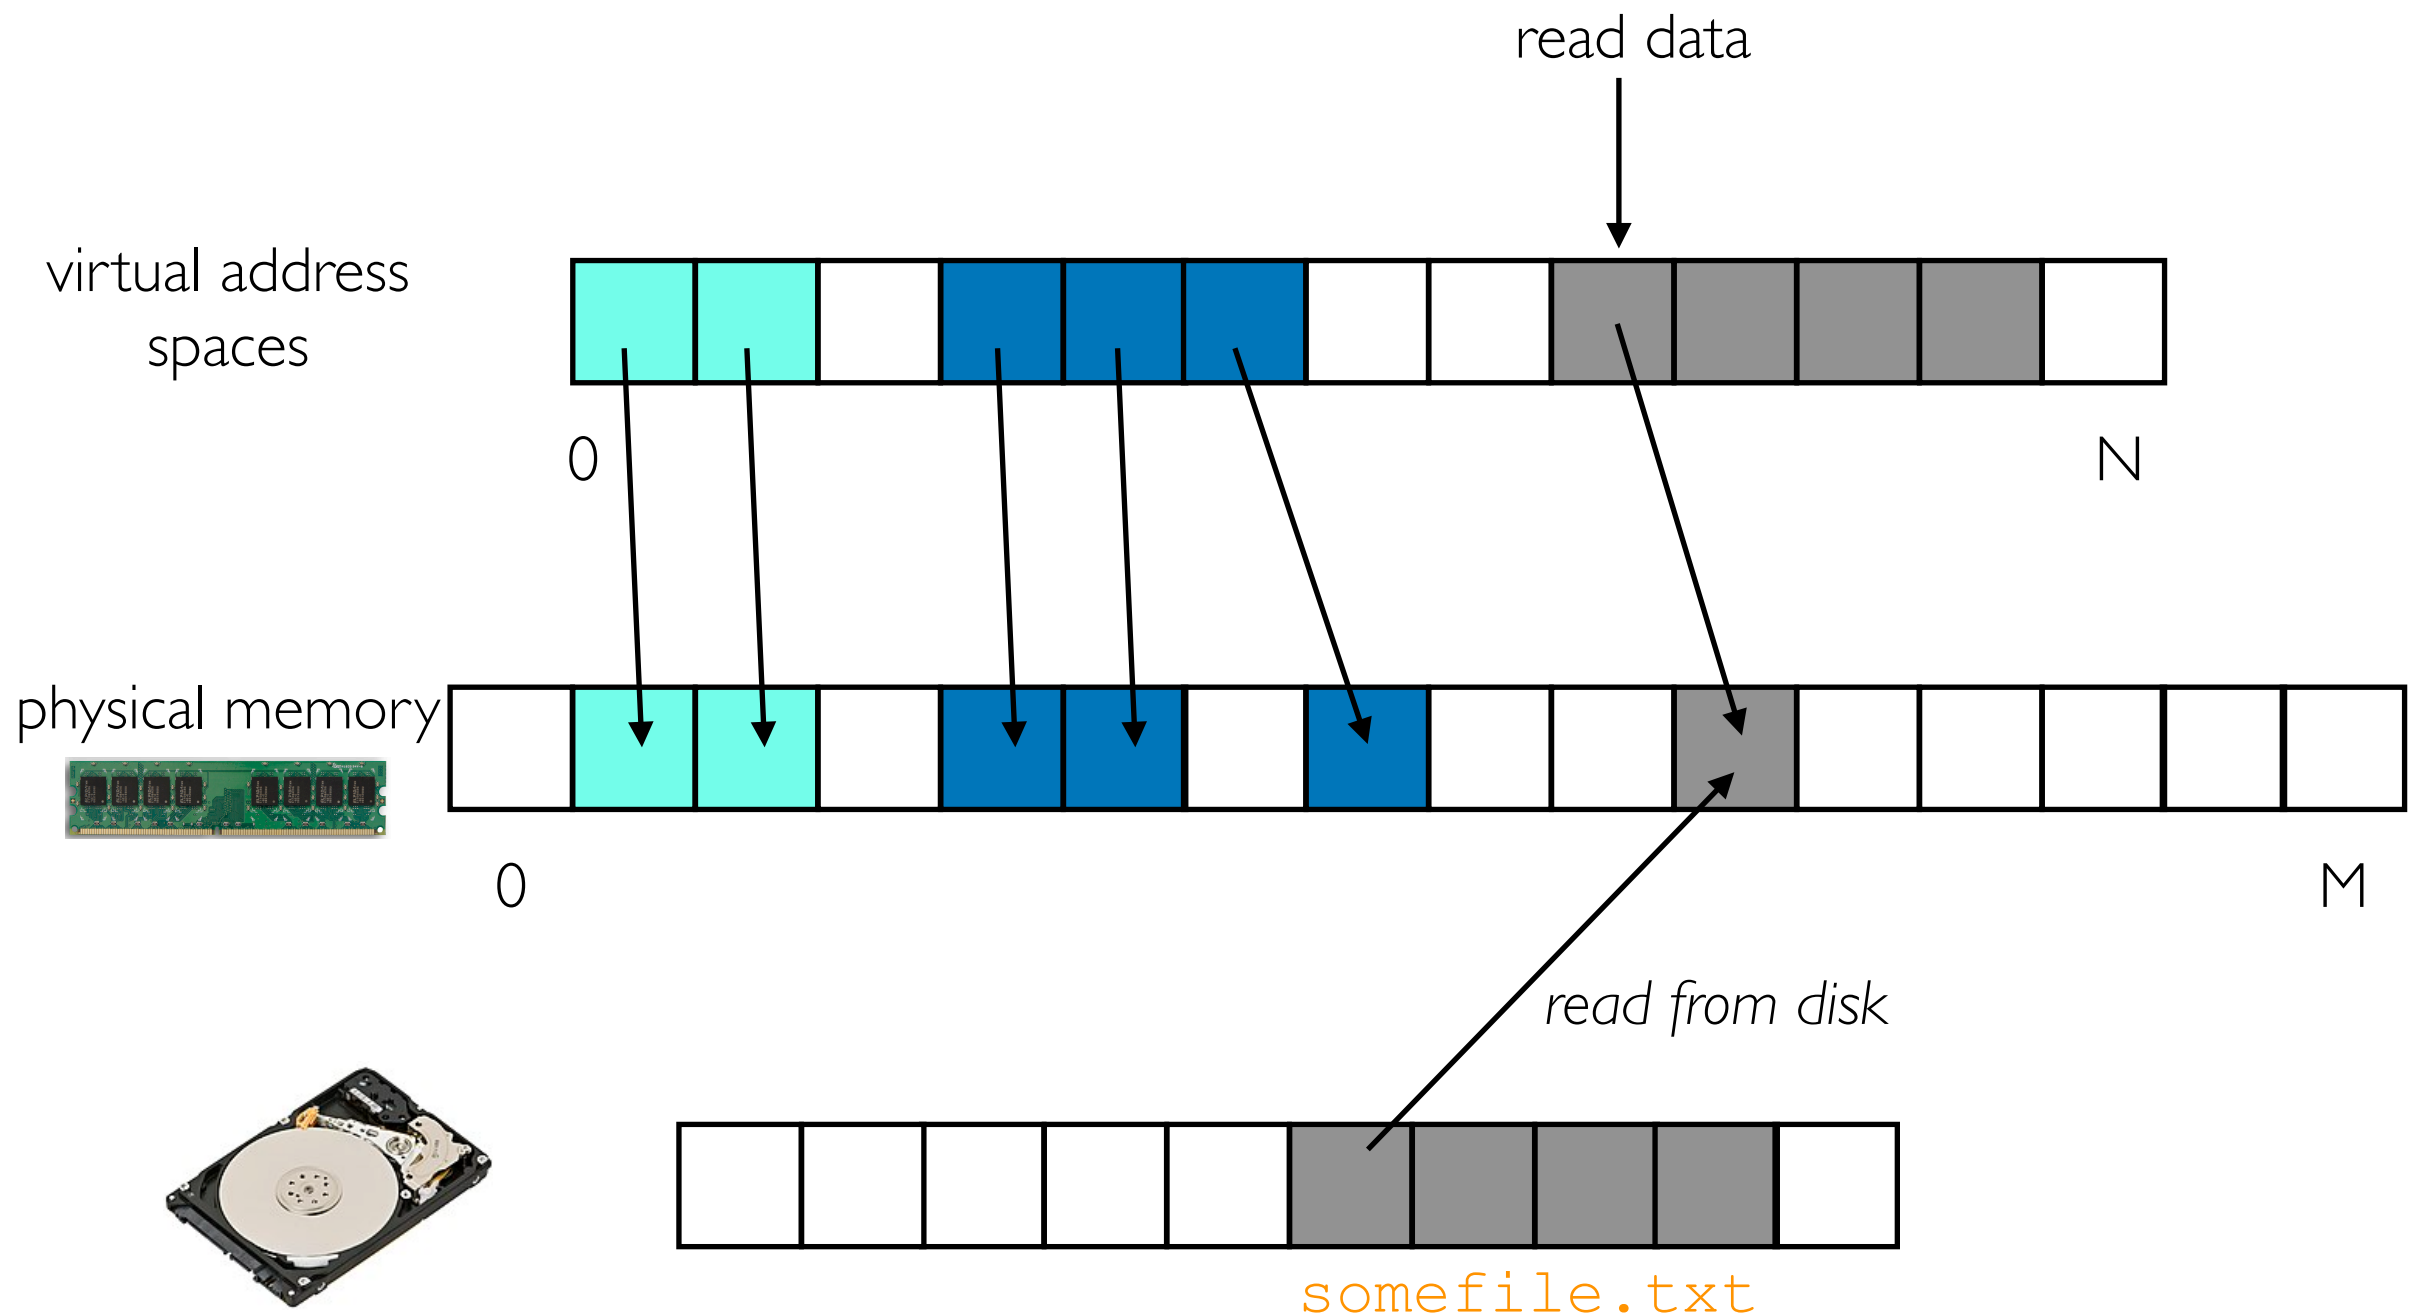 read data
virtual address
spaces
0
N
physical memory
0
M
read from disk
somefile.txt